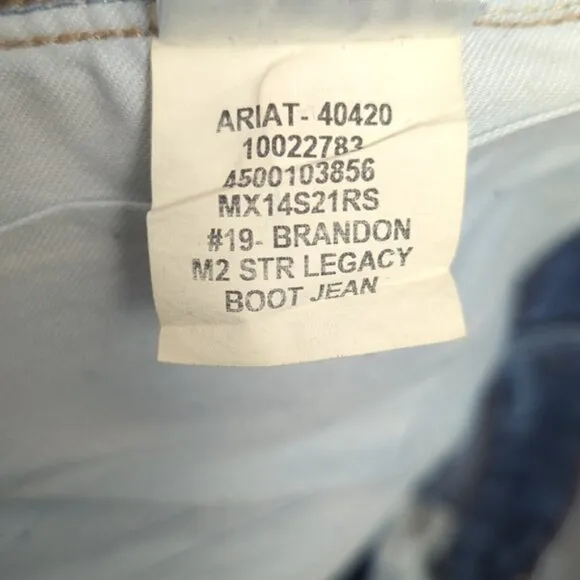 ARIAT- 40420
10022783
4500103856
MX14S21RS
#19- BRANDON
M2 STR LEGACY
BOOT JEAN